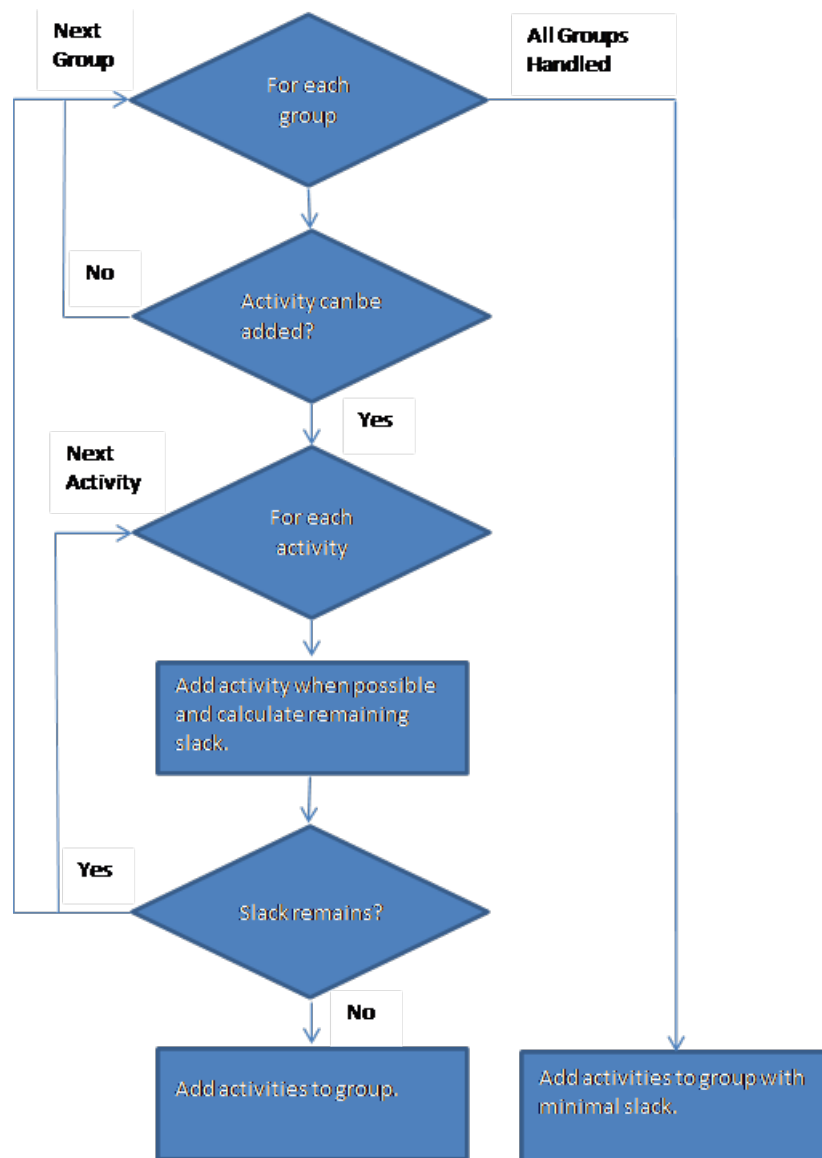 Next
Group
All Groups
Handled
For each
group
No
Activity can be
added?
Yes
Next
Activity
For each
activity
Add activity when possible
and calculate remaining
slack.
Yes
Slack remains?
No
Add activities to group.
Add activities to group with
minimal slack.